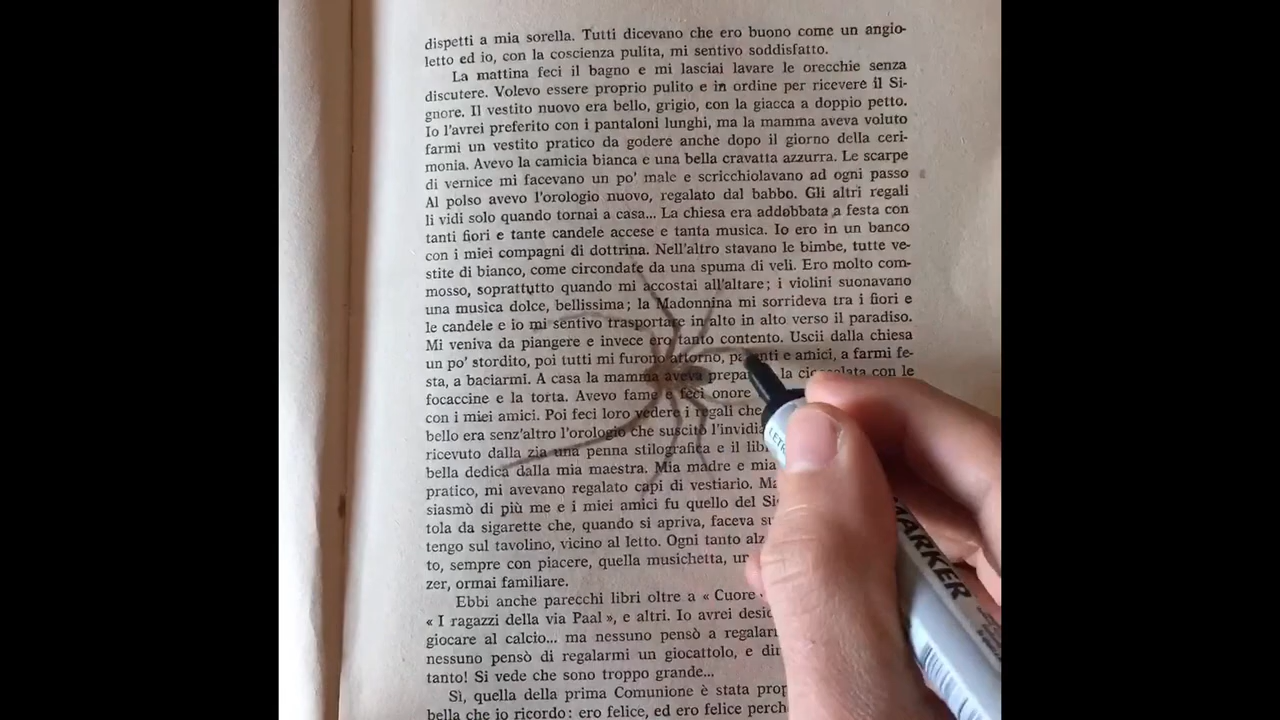 dispetti a mia sorella. Tutti dicevano che ero buono come un angio-
letto ed io, con la coscienza pulita, mi sentivo soddisfatto.
La mattina feci il bagno e mi lasciai lavare le orecchie senza
discutere. Volevo essere proprio pulito e in ordine per ricevere il Si-
gnore. Il vestito nuovo era bello, grigio, con la giacca a doppio petto.
Io l'avrei preferito con i pantaloni lunghi, ma la mamma aveva voluto
farmi un vestito pratico da godere anche dopo il giorno della ceri-
monia. Avevo la camicia bianca e una bella cravatta azzurra. Le scarpe
di vernice mi facevano un po' male e scricchiolavano ad ogni passo
Al polso avevo l'orologio nuovo, regalato dal babbo. Gli altri regali
li vidi solo quando tornai a casa... La chiesa era addobbata a festa con
tanti fiori e tante candele accese e tanta musica. Io ero in un banco
con i miei compagni di dottrina. Nell'altro stavano le bimbe, tutte ve-
stite di bianco, come circondate da una spuma di veli. Ero molto com-
mosso, soprattutto quando mi accostai all'altare; i violini suonavano
una musica dolce, bellissima; la Madonnina mi sorrideva tra i fiori e
le candele e io mi sentivo trasportare in alto in alto verso il paradiso.
Mi veniva da piangere e invece ero tanto contento. Uscii dalla chiesa
un po' stordito, poi tutti mi furono attorno, parenti e amici, a farmi fe-
sta, a baciarmi. A casa la mamma aveva prepa la cioccolata con le
focaccine e la torta. Avevo fame e feci onore
con i miei amici. Poi feci loro vedere i regali che
bello era senz'altro l'orologio che suscitò l'invidia
ricevuto dalla zia una penna stilografica e il lib
bella dedica dalla mia maestra. Mia madre e mia
pratico, mi avevano regalato capi di vestiario. Ma
siasmò di più me e i miei amici fu quello del Si
tola da sigarette che, quando si apriva, faceva su
tengo sul tavolino, vicino al letto. Ogni tanto alz
to, sempre con piacere, quella musichetta, un
zer, ormai familiare.
Ebbi anche parecchi libri oltre a « Cuore
« I ragazzi della via Paal », e altri. Io avrei desid
giocare al calcio... ma nessuno pensò a regalarm
nessuno pensò di regalarmi un giocattolo, e dir
tanto! Si vede che sono troppo grande...
Sì, quella della prima Comunione è stata prop
bella che io ricordo: ero felice, ed ero felice perch
MARKER